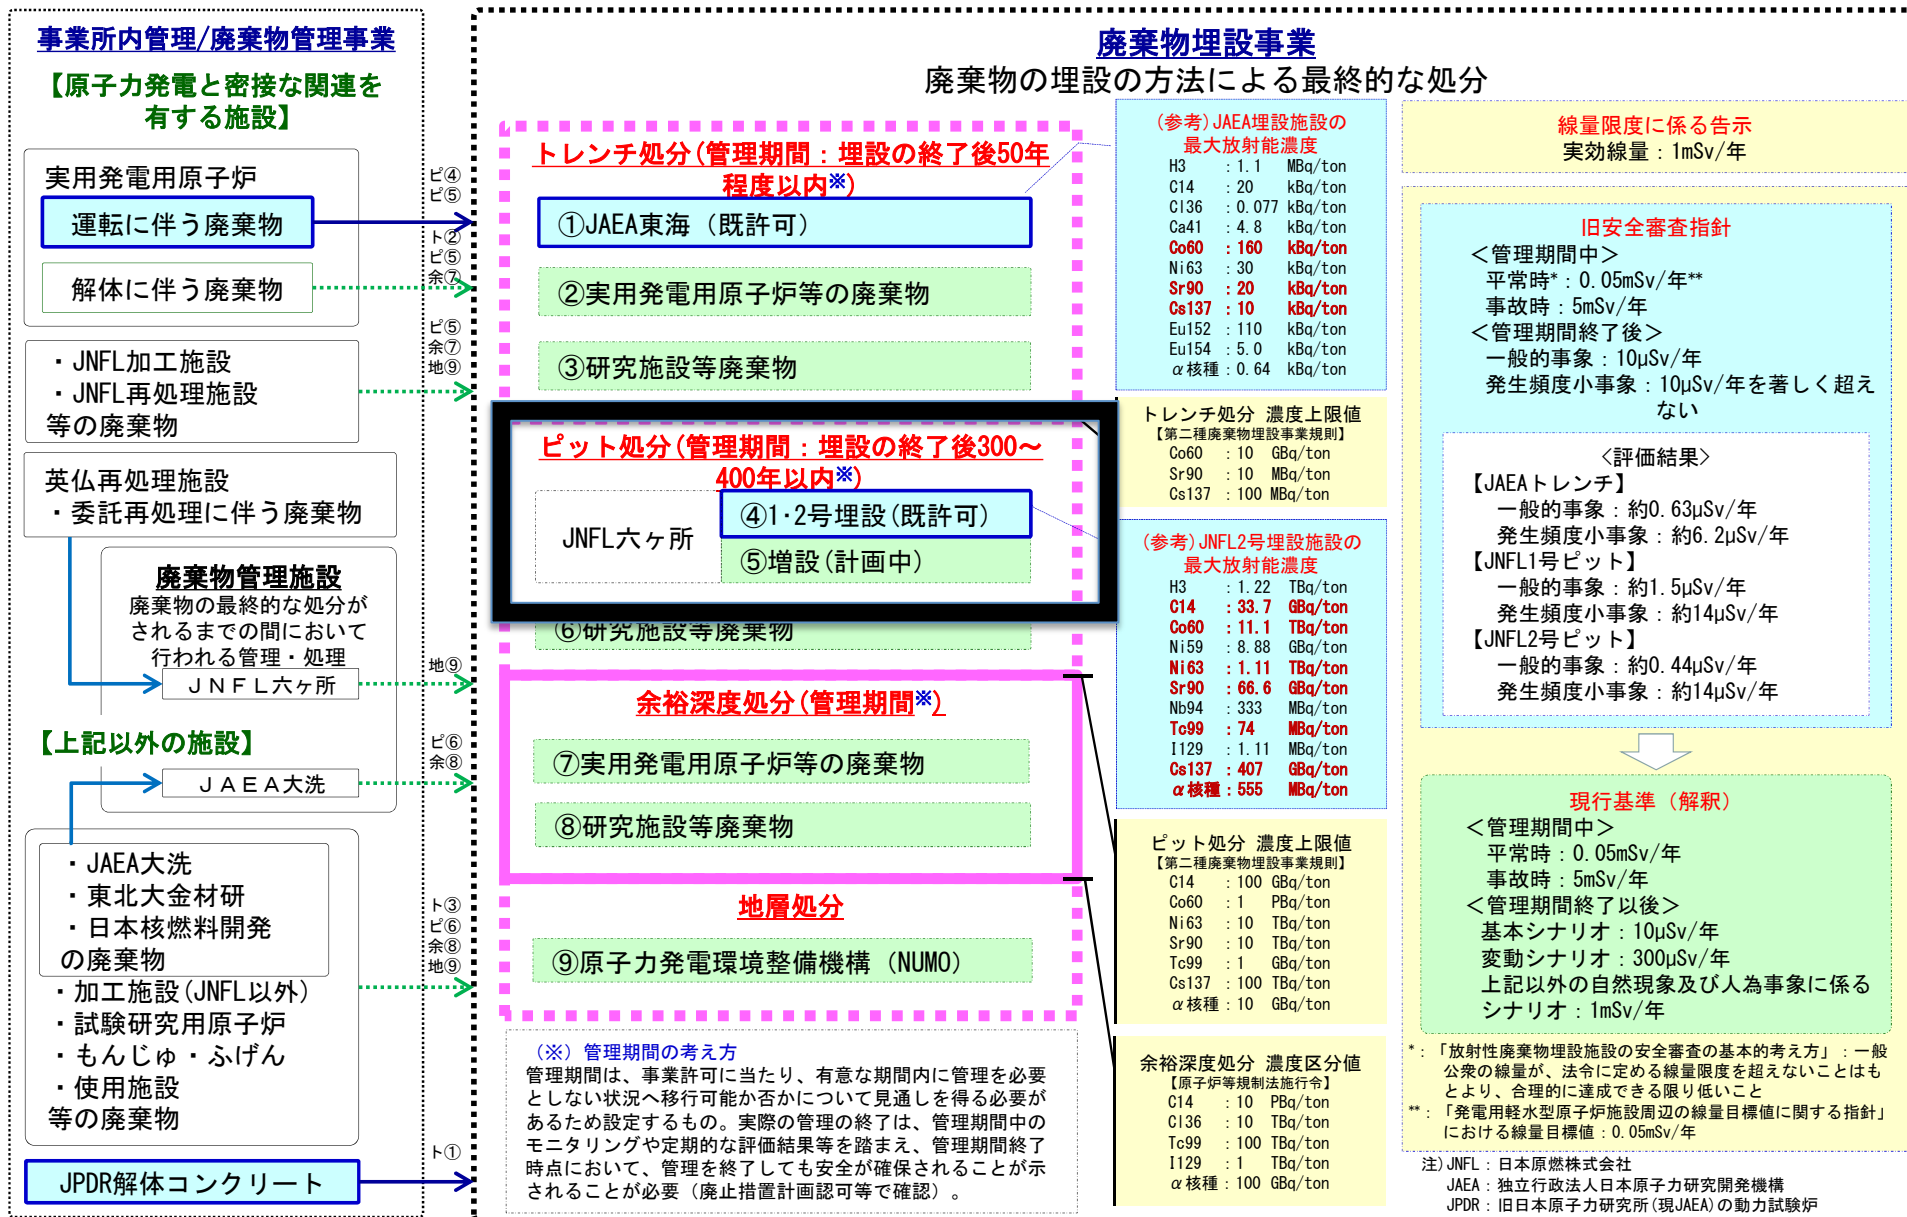 事業所内管理/廃棄物管理事業
【原子力発電と密接な関連を
有する施設】
実用発電用原子炉
運転に伴う廃棄物
解体に伴う廃棄物
ピ④
ピ⑤
ト②
ピ⑤
余⑦
・JNFL加工施設
・JNFL再処理施設
等の廃棄物
ピ⑤
余⑦
地⑨
英仏再処理施設
・委託再処理に伴う廃棄物
廃棄物管理施設
廃棄物の最終的な処分が
されるまでの間において
行われる管理・処理
JNFL六ヶ所
地⑨
【上記以外の施設】
JAEA大洗
ピ⑥
余⑧
・JAEA大洗
・東北大金材研
・日本核燃料開発
の廃棄物
・加工施設(JNFL以外)
・試験研究用原子炉
・もんじゅ・ふげん
・使用施設
等の廃棄物
ト③
ピ⑥
余⑧
地⑨
ト①
JPDR解体コンクリート
廃棄物埋設事業
廃棄物の埋設の方法による最終的な処分
トレンチ処分(管理期間：埋設の終了後50年
程度以内※)
①JAEA東海（既許可）
②実用発電用原子炉等の廃棄物
③研究施設等廃棄物
ピット処分(管理期間：埋設の終了後300～
400年以内※)
JNFL六ヶ所
④1・2号埋設(既許可)
⑤増設(計画中)
⑥研究施設等廃棄物
余裕深度処分(管理期間※)
⑦実用発電用原子炉等の廃棄物
⑧研究施設等廃棄物
地層処分
⑨原子力発電環境整備機構（NUMO）
（※）管理期間の考え方
管理期間は、事業許可に当たり、有意な期間内に管理を必要
としない状況へ移行可能か否かについて見通しを得る必要が
あるため設定するもの。実際の管理の終了は、管理期間中の
モニタリングや定期的な評価結果等を踏まえ、管理期間終了
時点において、管理を終了しても安全が確保されることが示
されることが必要（廃止措置計画認可等で確認）。
(参考)JAEA埋設施設の
最大放射能濃度
H3 ：1.1 MBq/ton
C14 ：20 kBq/ton
Cl36 ：0.077 kBq/ton
Ca41 ：4.8 kBq/ton
Co60 ：160 kBq/ton
Ni63 ：30 kBq/ton
Sr90 ：20 kBq/ton
Cs137 ：10 kBq/ton
Eu152 ：110 kBq/ton
Eu154 ：5.0 kBq/ton
α核種：0.64 kBq/ton
トレンチ処分 濃度上限値
【第二種廃棄物埋設事業規則】
Co60 ：10 GBq/ton
Sr90 ：10 MBq/ton
Cs137 ：100 MBq/ton
(参考)JNFL2号埋設施設の
最大放射能濃度
H3 ：1.22 TBq/ton
C14 ：33.7 GBq/ton
Co60 ：11.1 TBq/ton
Ni59 ：8.88 GBq/ton
Ni63 ：1.11 TBq/ton
Sr90 ：66.6 GBq/ton
Nb94 ：333 MBq/ton
Tc99 ：74 MBq/ton
I129 ：1.11 MBq/ton
Cs137 ：407 GBq/ton
α核種：555 MBq/ton
ピット処分 濃度上限値
【第二種廃棄物埋設事業規則】
C14 ：100 GBq/ton
Co60 ：1 PBq/ton
Ni63 ：10 TBq/ton
Sr90 ：10 TBq/ton
Tc99 ：1 GBq/ton
Cs137 ：100 TBq/ton
α核種：10 GBq/ton
余裕深度処分 濃度区分値
【原子炉等規制法施行令】
C14 ：10 PBq/ton
Cl36 ：10 TBq/ton
Tc99 ：100 TBq/ton
I129 ：1 TBq/ton
α核種：100 GBq/ton
線量限度に係る告示
実効線量：1mSv/年
旧安全審査指針
＜管理期間中＞
平常時*：0.05mSv/年**
事故時：5mSv/年
＜管理期間終了後＞
一般的事象：10μSv/年
発生頻度小事象：10μSv/年を著しく超え
ない
＜評価結果＞
【JAEAトレンチ】
一般的事象：約0.63μSv/年
発生頻度小事象：約6.2μSv/年
【JNFL1号ピット】
一般的事象：約1.5μSv/年
発生頻度小事象：約14μSv/年
【JNFL2号ピット】
一般的事象：約0.44μSv/年
発生頻度小事象：約14μSv/年
現行基準（解釈）
＜管理期間中＞
平常時：0.05mSv/年
事故時：5mSv/年
＜管理期間終了以後＞
基本シナリオ：10μSv/年
変動シナリオ：300μSv/年
上記以外の自然現象及び人為事象に係る
シナリオ：1mSv/年
*：「放射性廃棄物埋設施設の安全審査の基本的考え方」：一般
公衆の線量が、法令に定める線量限度を超えないことはも
とより、合理的に達成できる限り低いこと
**：「発電用軽水型原子炉施設周辺の線量目標値に関する指針」
における線量目標値：0.05mSv/年
注)JNFL：日本原燃株式会社
JAEA：独立行政法人日本原子力研究開発機構
JPDR：旧日本原子力研究所(現JAEA)の動力試験炉